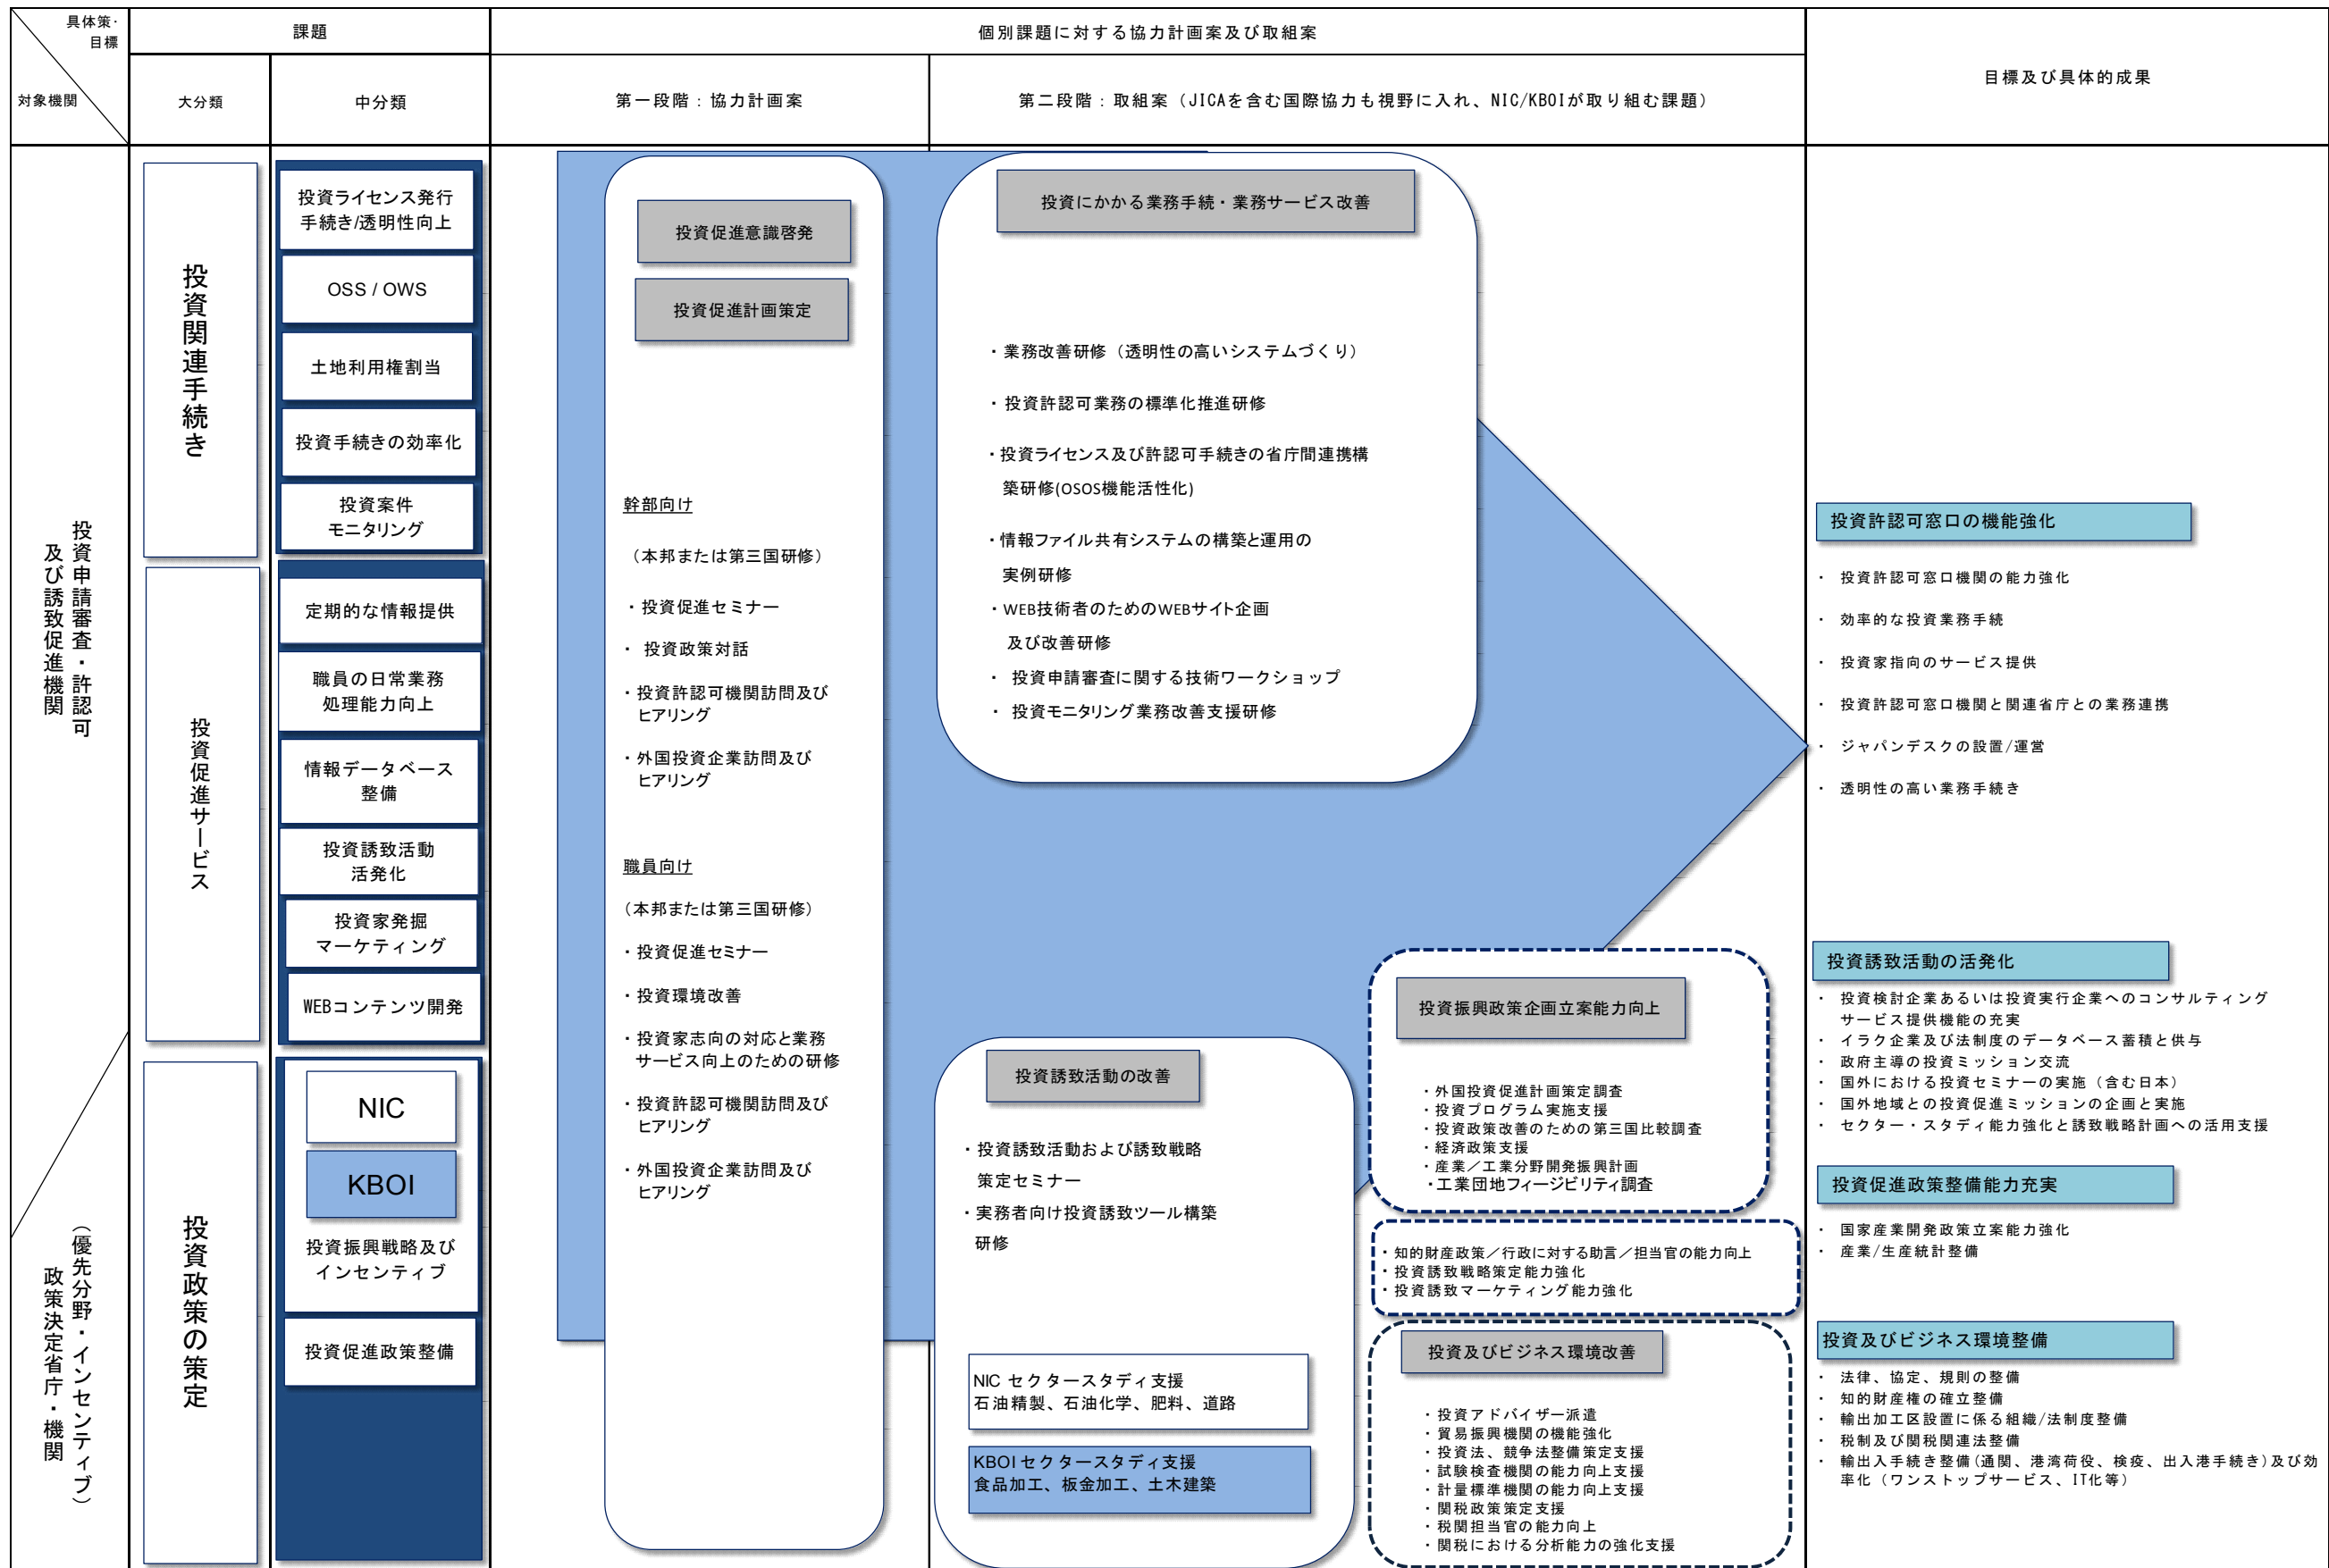 具体策・
目標
対象機関
課題
大分類
中分類
個別課題に対する協力計画案及び取組案
第一段階：協力計画案
第二段階：取組案（JICAを含む国際協力も視野に入れ、NIC/KBOIが取り組む課題）
目標及び具体的成果
投資申請審査・許認可
及び誘致促進機関
（優先分野・インセンティブ）
政策決定省庁・機関
投資関連手続き
投資ライセンス発行
手続き/透明性向上
OSS / OWS
土地利用権割当
投資手続きの効率化
投資案件
モニタリング
投資促進サービス
定期的な情報提供
職員の日常業務
処理能力向上
情報データベース
整備
投資誘致活動
活発化
投資家発掘
マーケティング
WEBコンテンツ開発
投資政策の策定
NIC
KBOI
投資振興戦略及び
インセンティブ
投資促進政策整備
投資促進意識啓発
投資促進計画策定
幹部向け
（本邦または第三国研修）
・投資促進セミナー
・ 投資政策対話
・投資許認可機関訪問及び
ヒアリング
・外国投資企業訪問及び
ヒアリング
職員向け
（本邦または第三国研修）
・投資促進セミナー
・投資環境改善
・投資家志向の対応と業務
サービス向上のための研修
・投資許認可機関訪問及び
ヒアリング
・外国投資企業訪問及び
ヒアリング
投資にかかる業務手続・業務サービス改善
・業務改善研修（透明性の高いシステムづくり）
・投資許認可業務の標準化推進研修
・投資ライセンス及び許認可手続きの省庁間連携構
築研修(OSOS機能活性化)
・情報ファイル共有システムの構築と運用の
実例研修
・WEB技術者のためのWEBサイト企画
及び改善研修
・ 投資申請審査に関する技術ワークショップ
・ 投資モニタリング業務改善支援研修
投資誘致活動の改善
・投資誘致活動および誘致戦略
策定セミナー
・実務者向け投資誘致ツール構築
研修
NIC セクタースタディ支援
石油精製、石油化学、肥料、道路
KBOIセクタースタディ支援
食品加工、板金加工、土木建築
投資振興政策企画立案能力向上
・外国投資促進計画策定調査
・投資プログラム実施支援
・投資政策改善のための第三国比較調査
・経済政策支援
・産業／工業分野開発振興計画
・工業団地フィージビリティ調査
・知的財産政策／行政に対する助言／担当官の能力向上
・投資誘致戦略策定能力強化
・投資誘致マーケティング能力強化
投資及びビジネス環境改善
・投資アドバイザー派遣
・貿易振興機関の機能強化
・投資法、競争法整備策定支援
・試験検査機関の能力向上支援
・計量標準機関の能力向上支援
・関税政策策定支援
・税関担当官の能力向上
・関税における分析能力の強化支援
投資許認可窓口の機能強化
・ 投資許認可窓口機関の能力強化
・ 効率的な投資業務手続
・ 投資家指向のサービス提供
・ 投資許認可窓口機関と関連省庁との業務連携
・ ジャパンデスクの設置/運営
・ 透明性の高い業務手続き
投資誘致活動の活発化
・ 投資検討企業あるいは投資実行企業へのコンサルティング
サービス提供機能の充実
・ イラク企業及び法制度のデータベース蓄積と供与
・ 政府主導の投資ミッション交流
・ 国外における投資セミナーの実施（含む日本）
・ 国外地域との投資促進ミッションの企画と実施
・ セクター・スタディ能力強化と誘致戦略計画への活用支援
投資促進政策整備能力充実
・ 国家産業開発政策立案能力強化
・ 産業/生産統計整備
投資及びビジネス環境整備
・ 法律、協定、規則の整備
・ 知的財産権の確立整備
・ 輸出加工区設置に係る組織/法制度整備
・ 税制及び関税関連法整備
・ 輸出入手続き整備(通関、港湾荷役、検疫、出入港手続き)及び効
率化（ワンストップサービス、IT化等）